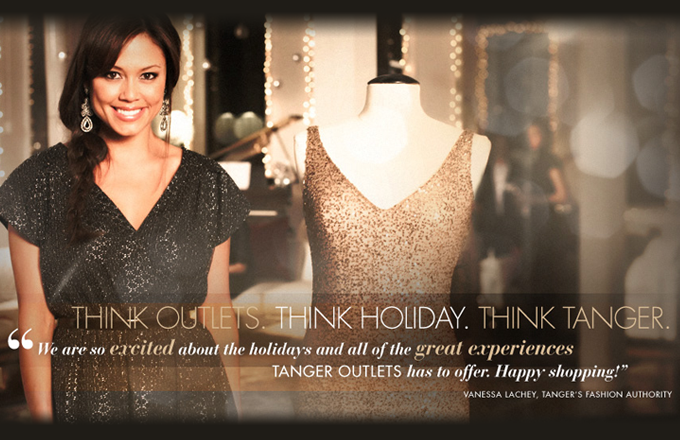 THINK OUTLETS. THINK HOLIDAY. THINK TANGER.
“We are so excited about the holidays and all of the great experiences
TANGER OUTLETS has to offer. Happy shopping!”
VANESSA LACHEY, TANGER'S FASHION AUTHORITY